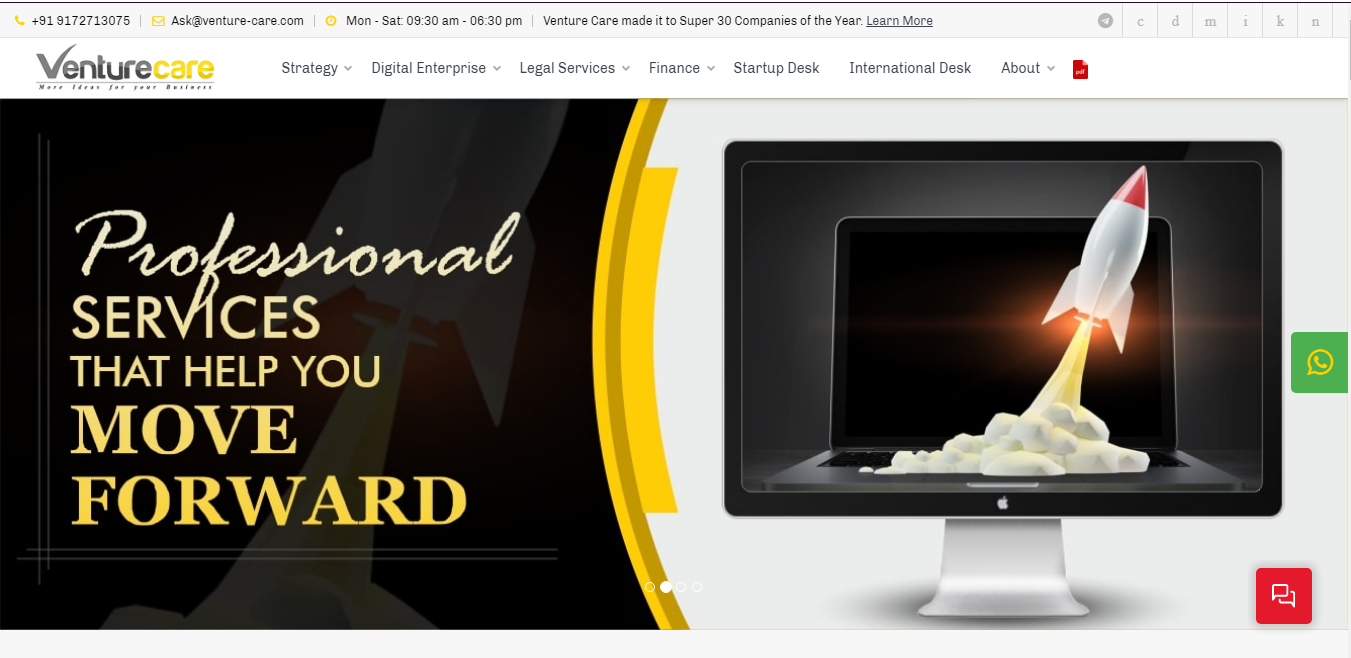 +91 9172713075 Ask@venture-care.com Mon - Sat: 09:30 am - 06:30 pm Venture Care made it to Super 30 Companies of the Year. Learn More c d m i k n
Venturecare
More Ideas for your Business
Strategy Digital Enterprise Legal Services Finance Startup Desk International Desk About pdf
Professional
SERVICES
THAT HELP YOU
MOVE
FORWARD